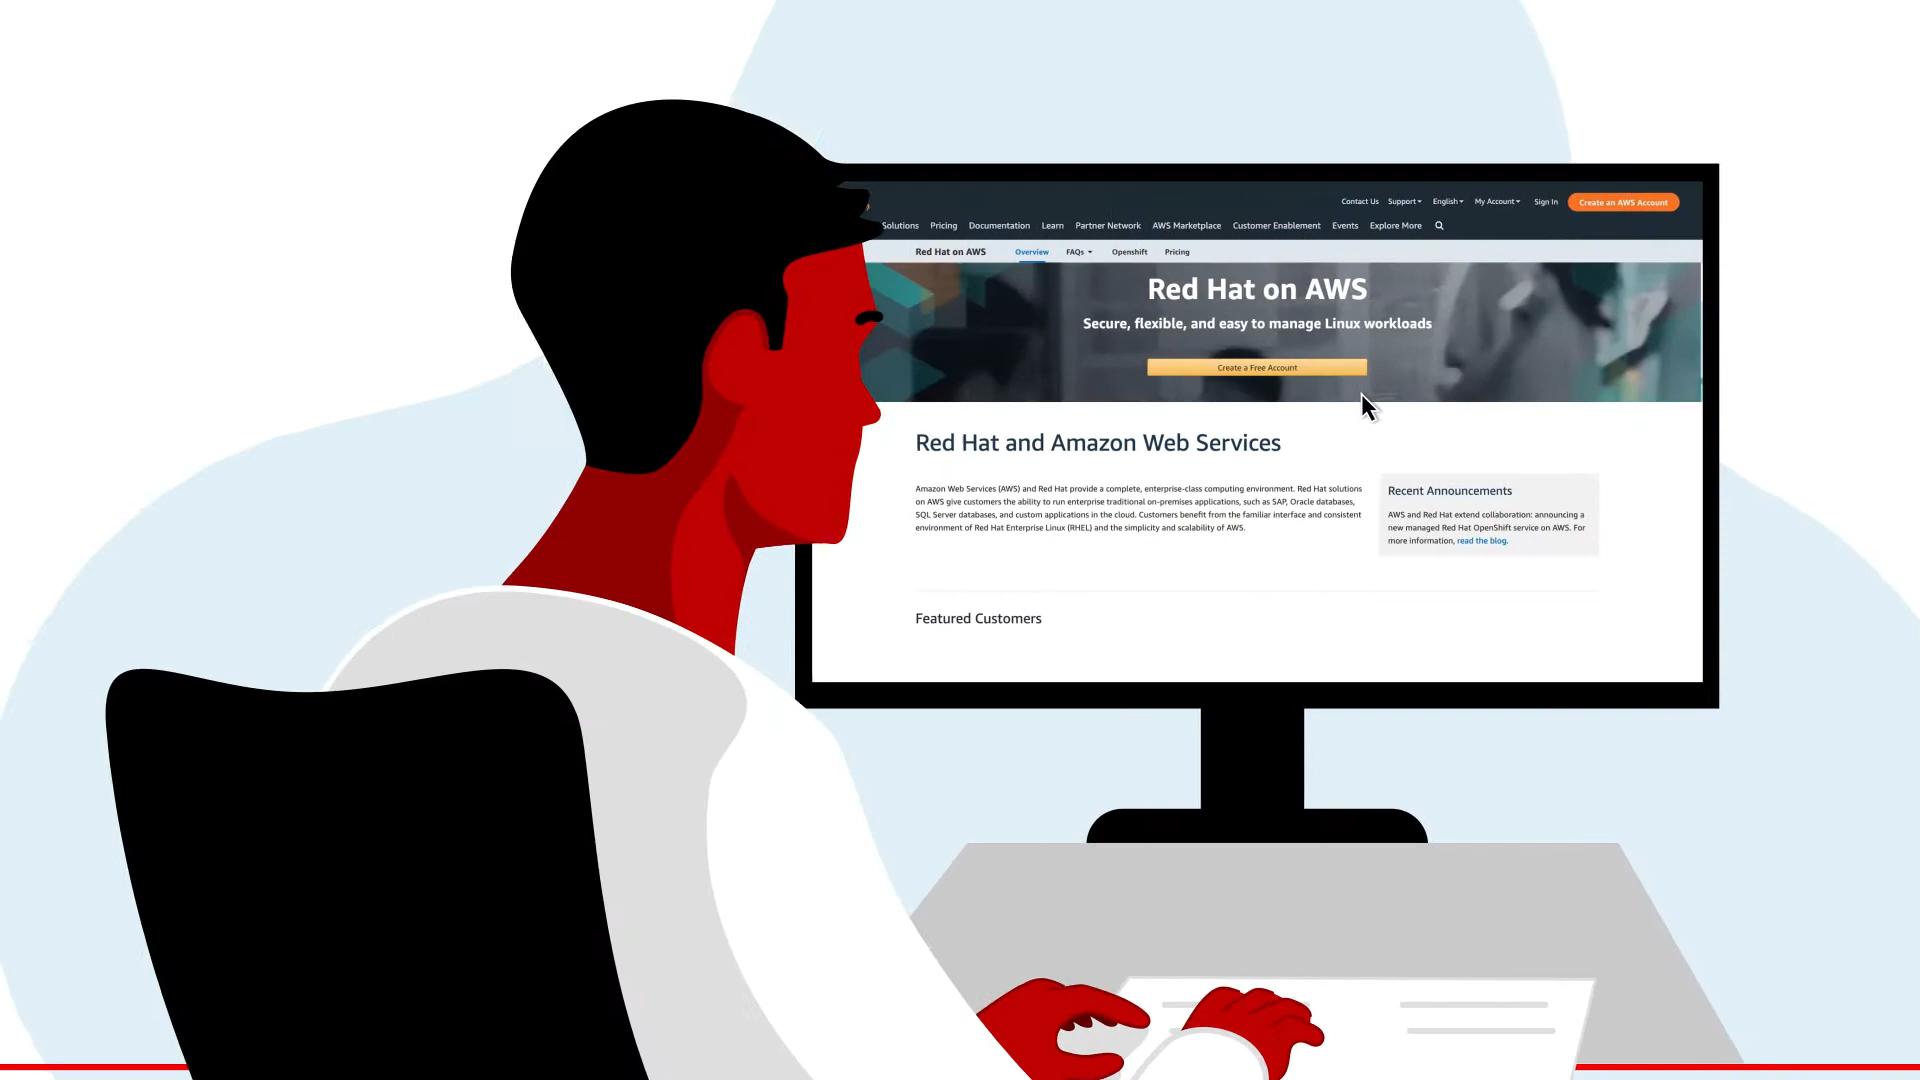 Contact Us Support English My Account Sign In Create an AWS Account
Solutions Pricing Documentation Learn Partner Network AWS Marketplace Customer Enablement Events Explore More
Red Hat on AWS Overview FAQs Openshift Pricing
Red Hat on AWS
Secure, flexible, and easy to manage Linux workloads
Create a Free Account
Red Hat and Amazon Web Services
Amazon Web Services (AWS) and Red Hat provide a complete, enterprise-class computing environment. Red Hat solutions
on AWS give customers the ability to run enterprise traditional on-premises applications, such as SAP, Oracle databases,
SQL Server databases, and custom applications in the cloud. Customers benefit from the familiar interface and consistent
environment of Red Hat Enterprise Linux (RHEL) and the simplicity and scalability of AWS.
Recent Announcements
AWS and Red Hat extend collaboration: announcing a
new managed Red Hat OpenShift service on AWS. For
more information, read the blog.
Featured Customers